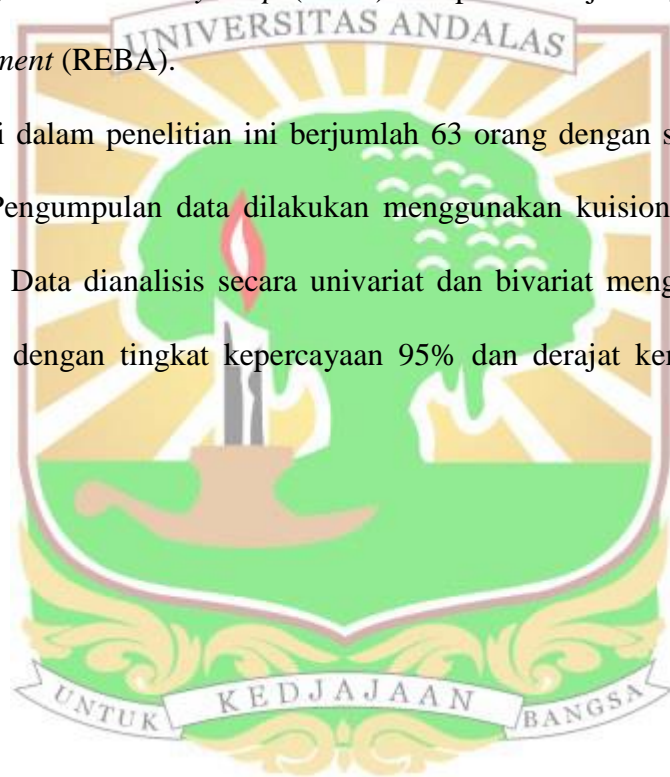 UNIVERSITAS ANDALAS
ment (REBA).
i dalam penelitian ini berjumlah 63 orang dengan s
Pengumpulan data dilakukan menggunakan kuision
Data dianalisis secara univariat dan bivariat meng
dengan tingkat kepercayaan 95% dan derajat ke
UNTUK KEDJAJAAN BANGSA